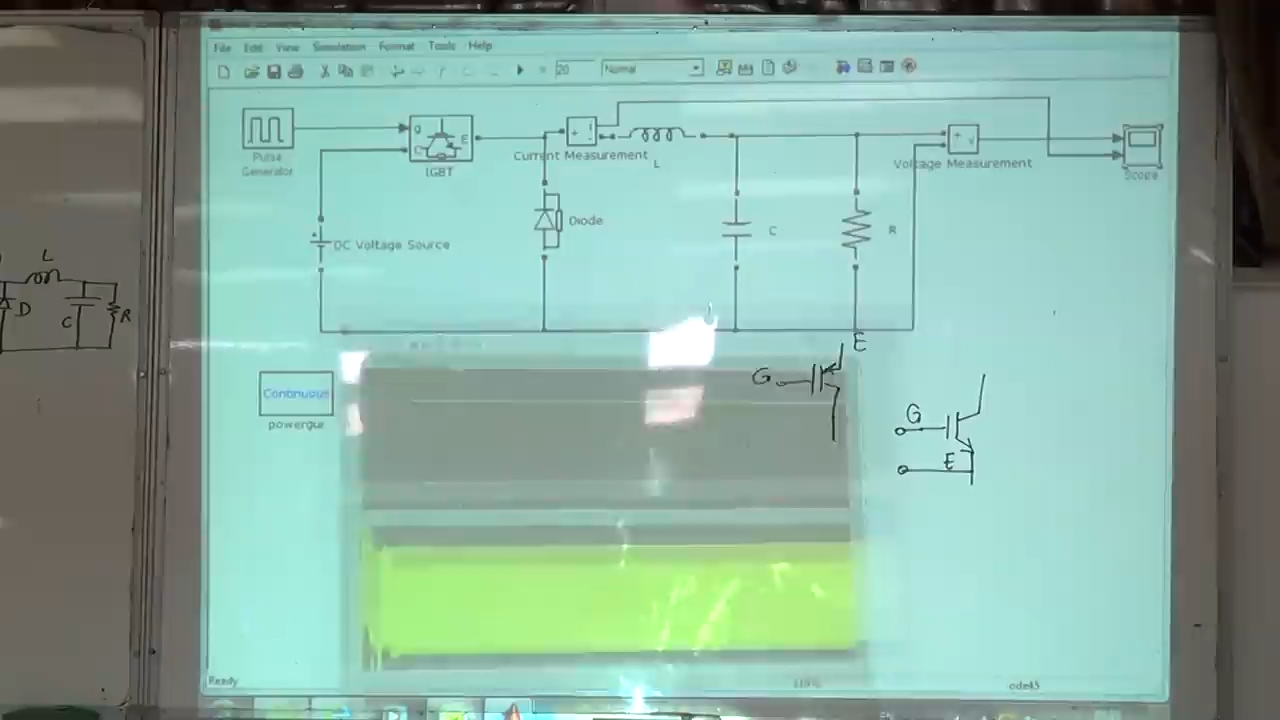 File Edit View Simulation Format Tools Help
20 Normal
Pulse Generator
g
C
E
IGBT
+
-
i
Current Measurement
L
+
-
v
Voltage Measurement
Scope
DC Voltage Source
Diode
C
R
L
D
C
R
Continuous
powergui
G
E
G
E
Ready
119%
ode45